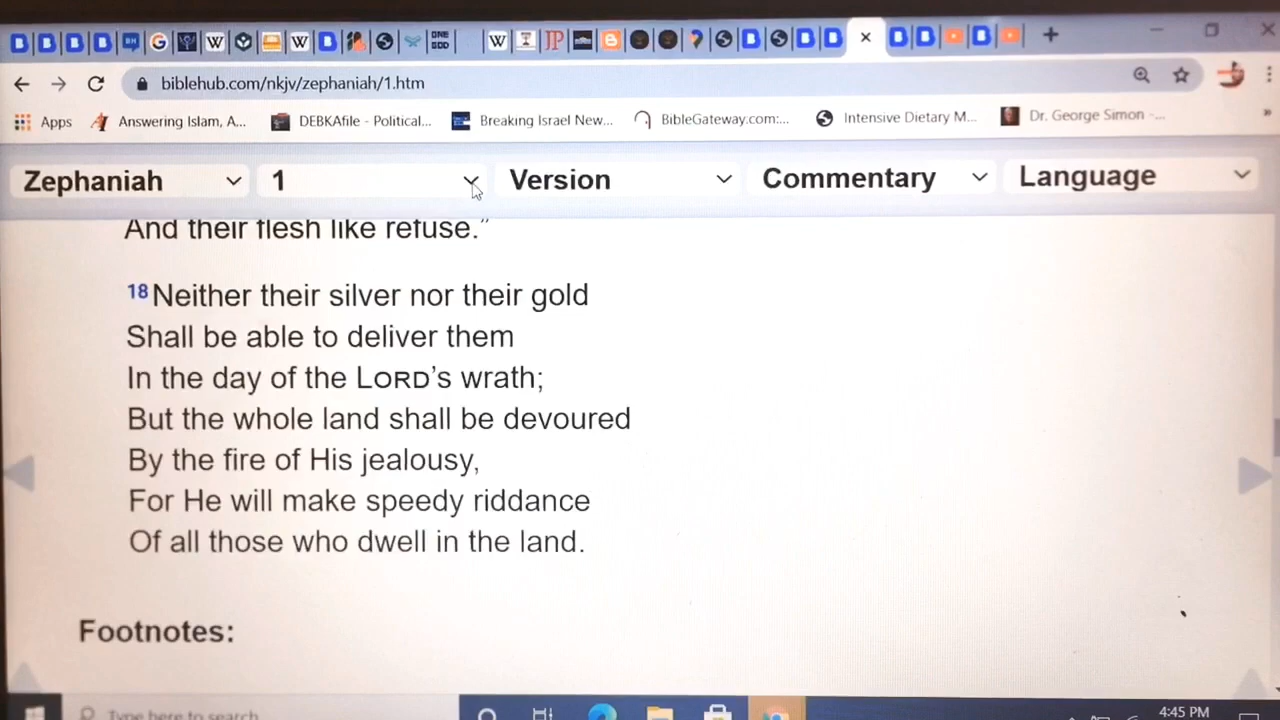 ONE GOD
biblehub.com/nkjv/zephaniah/1.htm
Apps Answering Islam, A... DEBKAfile - Political... Breaking Israel New... BibleGateway.com:... Intensive Dietary M... Dr. George Simon -...
Zephaniah 1 Version Commentary Language
And their flesh like refuse.”
18 Neither their silver nor their gold
Shall be able to deliver them
In the day of the LORD’s wrath;
But the whole land shall be devoured
By the fire of His jealousy,
For He will make speedy riddance
Of all those who dwell in the land.
Footnotes:
Type here to search
4:45 PM